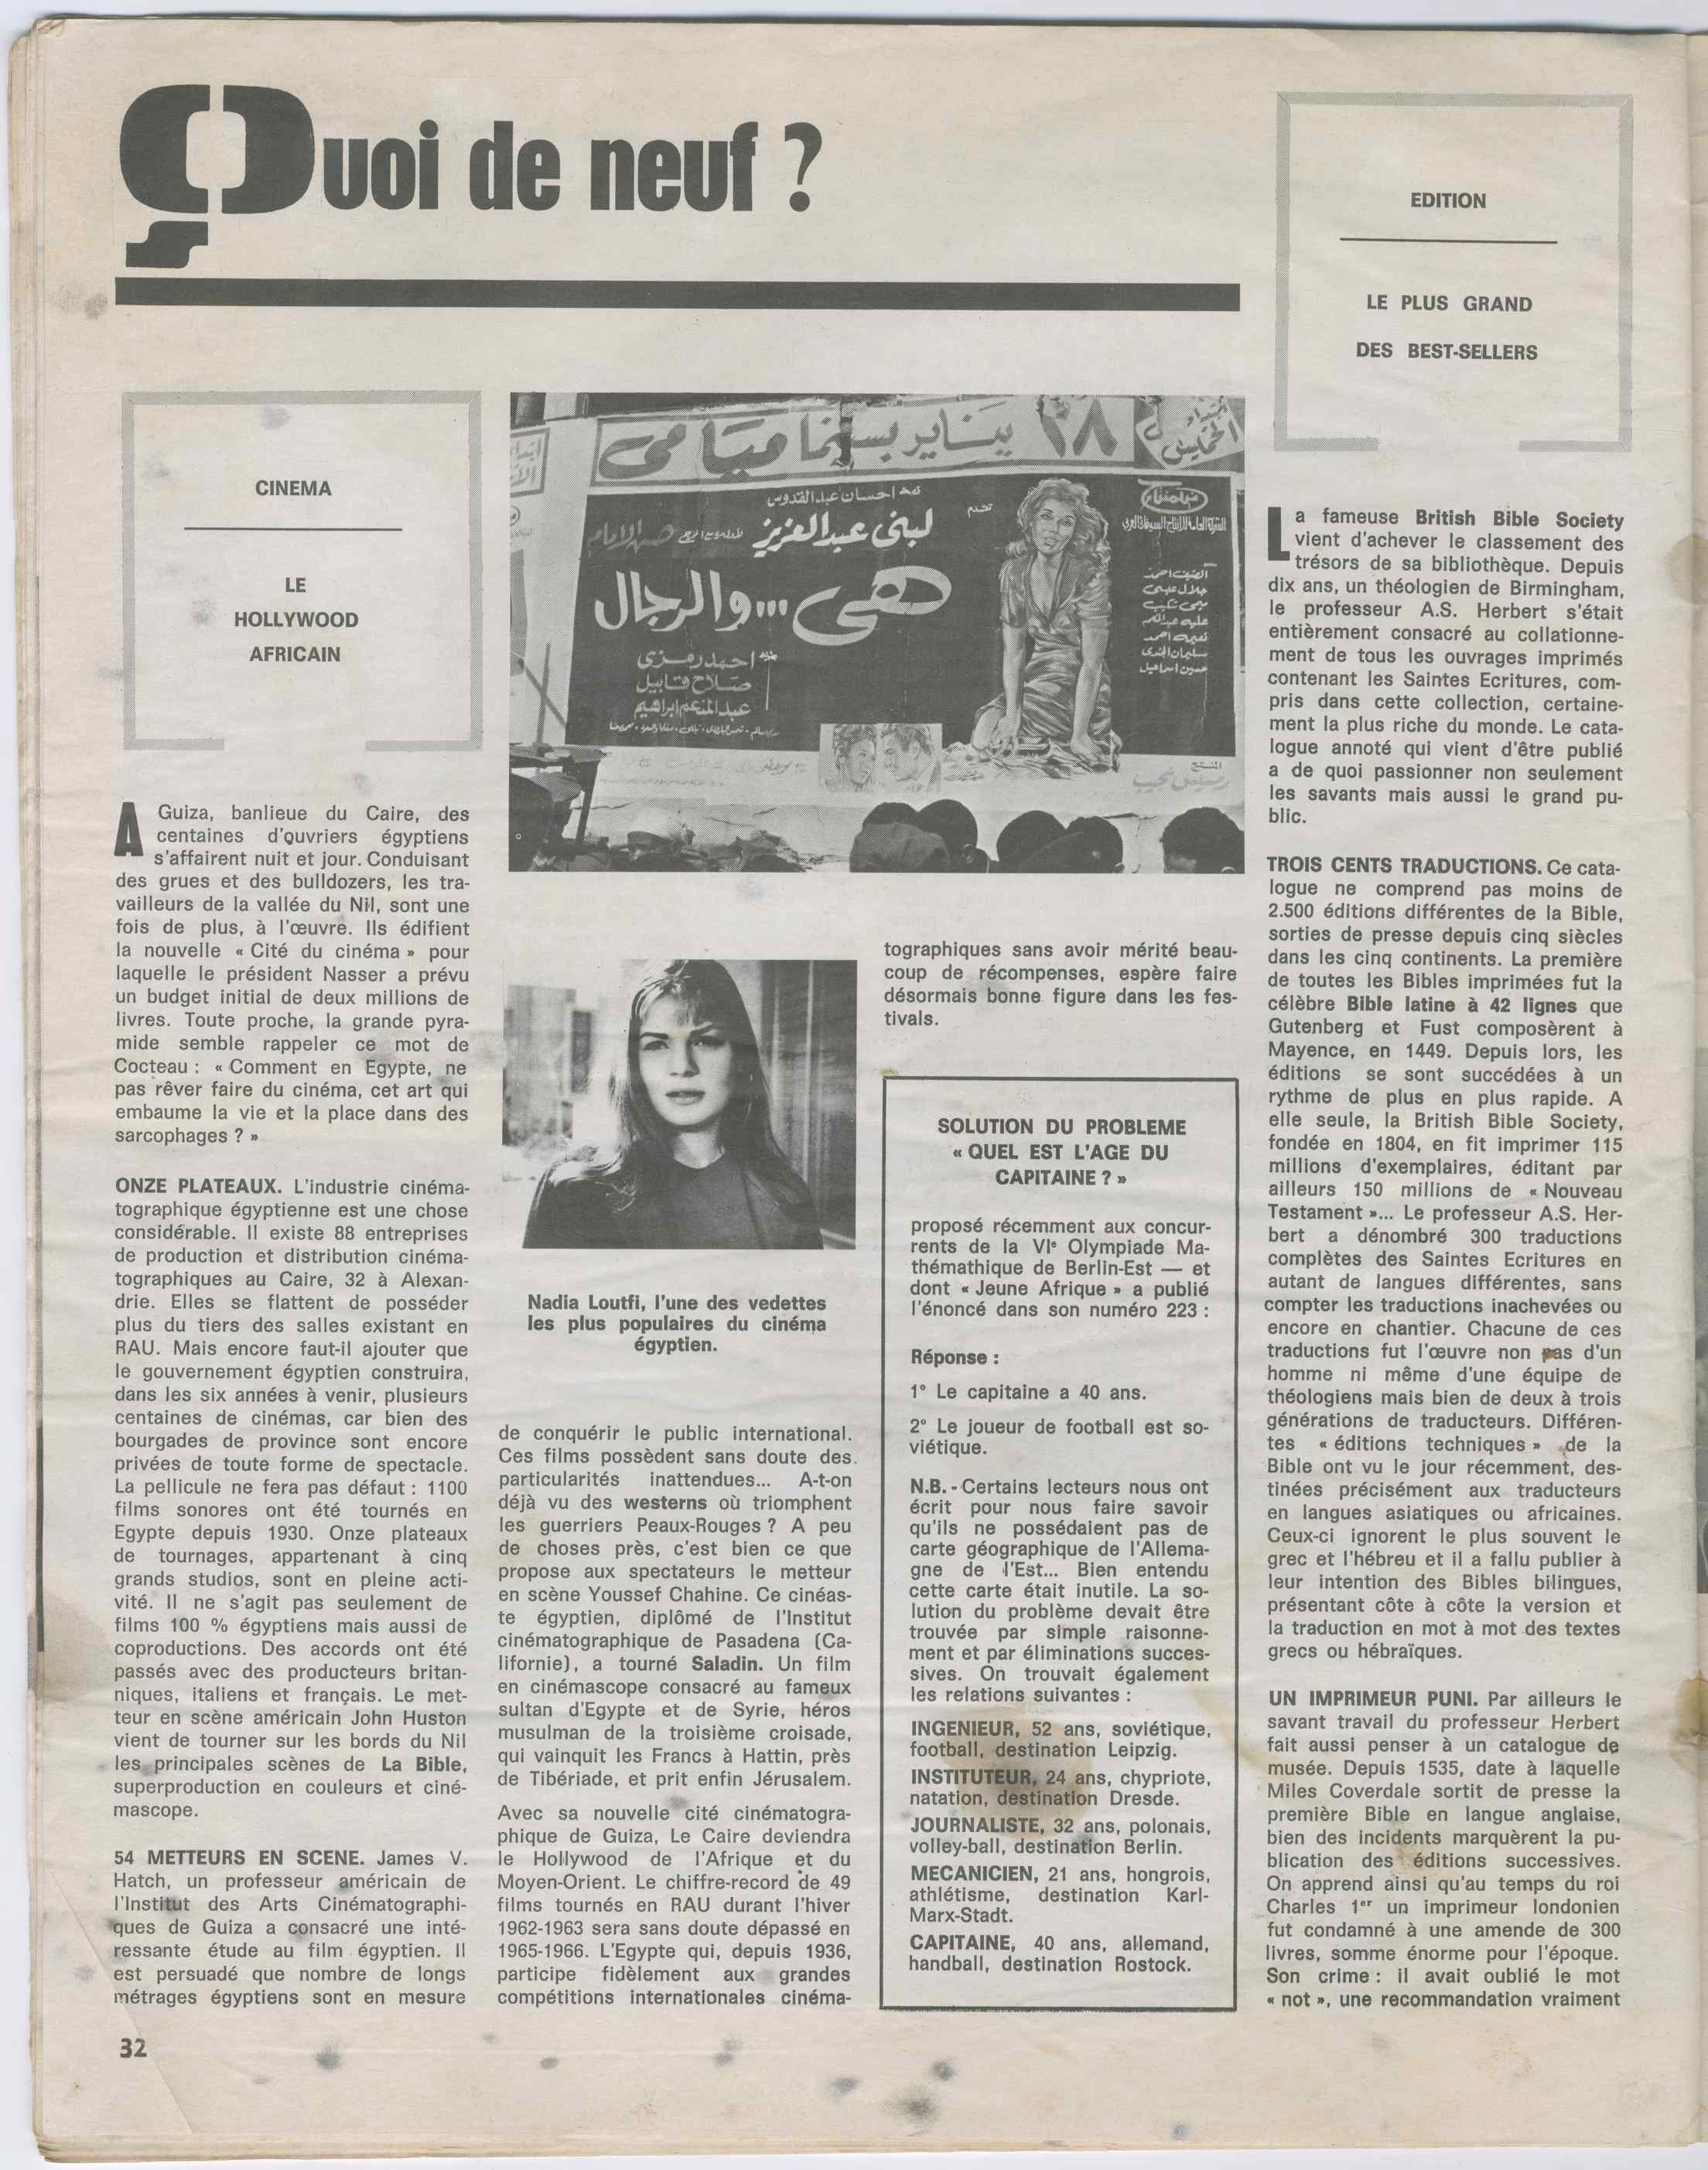 Quoi de neuf ?
CINEMA
LE
HOLLYWOOD
AFRICAIN
A Guiza, banlieue du Caire, des
centaines d'ouvriers égyptiens
s'affairent nuit et jour. Conduisant
des grues et des bulldozers, les tra-
vailleurs de la vallée du Nil, sont une
fois de plus, à l'œuvre. Ils édifient
la nouvelle « Cité du cinéma » pour
laquelle le président Nasser a prévu
un budget initial de deux millions de
livres. Toute proche, la grande pyra-
mide semble rappeler ce mot de
Cocteau : « Comment en Egypte, ne
pas rêver faire du cinéma, cet art qui
embaume la vie et la place dans des
sarcophages ? »
ONZE PLATEAUX. L'industrie cinéma-
tographique égyptienne est une chose
considérable. Il existe 88 entreprises
de production et distribution cinéma-
tographiques au Caire, 32 à Alexan-
drie. Elles se flattent de posséder
plus du tiers des salles existant en
RAU. Mais encore faut-il ajouter que
le gouvernement égyptien construira,
dans les six années à venir, plusieurs
centaines de cinémas, car bien des
bourgades de province sont encore
privées de toute forme de spectacle.
La pellicule ne fera pas défaut : 1100
films sonores ont été tournés en
Egypte depuis 1930. Onze plateaux
de tournages, appartenant à cinq
grands studios, sont en pleine acti-
vité. Il ne s'agit pas seulement de
films 100 % égyptiens mais aussi de
coproductions. Des accords ont été
passés avec des producteurs britan-
niques, italiens et français. Le met-
teur en scène américain John Huston
vient de tourner sur les bords du Nil
les principales scènes de La Bible,
superproduction en couleurs et ciné-
mascope.
54 METTEURS EN SCENE. James V.
Hatch, un professeur américain de
l'Institut des Arts Cinématographi-
ques de Guiza a consacré une inté-
ressante étude au film égyptien. Il
est persuadé que nombre de longs
métrages égyptiens sont en mesure
٢٨ يناير بسينما ميامى
ابتداء
الخميس
احسان عبد القدوس
تقدم
لبنى عبد العزيز
حسن الإمام
هى ... والرجال
احمد رمزى
صلاح قابيل
عبد المنعم ابراهيم
الضيف احمد
جلال عيسى
ميمى شكيب
نعيمه احمد
سليمان الجندى
حسين اسماعيل
المنتج
رمسيس نجيب
Nadia Loutfi, l'une des vedettes
les plus populaires du cinéma
égyptien.
de conquérir le public international.
Ces films possèdent sans doute des
particularités inattendues... A-t-on
déjà vu des westerns où triomphent
les guerriers Peaux-Rouges ? A peu
de choses près, c'est bien ce que
propose aux spectateurs le metteur
en scène Youssef Chahine. Ce cinéas-
te égyptien, diplômé de l'Institut
cinématographique de Pasadena (Ca-
lifornie), a tourné Saladin. Un film
en cinémascope consacré au fameux
sultan d'Egypte et de Syrie, héros
musulman de la troisième croisade,
qui vainquit les Francs à Hattin, près
de Tibériade, et prit enfin Jérusalem.
Avec sa nouvelle cité cinématogra-
phique de Guiza, Le Caire deviendra
le Hollywood de l'Afrique et du
Moyen-Orient. Le chiffre-record de 49
films tournés en RAU durant l'hiver
1962-1963 sera sans doute dépassé en
1965-1966. L'Egypte qui, depuis 1936,
participe fidèlement aux grandes
compétitions internationales cinéma-
tographiques sans avoir mérité beau-
coup de récompenses, espère faire
désormais bonne figure dans les fes-
tivals.
SOLUTION DU PROBLEME
« QUEL EST L'AGE DU
CAPITAINE ? »
proposé récemment aux concur-
rents de la VIe Olympiade Ma-
thémathique de Berlin-Est — et
dont « Jeune Afrique » a publié
l'énoncé dans son numéro 223 :
Réponse :
1° Le capitaine a 40 ans.
2° Le joueur de football est so-
viétique.
N.B. - Certains lecteurs nous ont
écrit pour nous faire savoir
qu'ils ne possédaient pas de
carte géographique de l'Allema-
gne de l'Est... Bien entendu
cette carte était inutile. La so-
lution du problème devait être
trouvée par simple raisonne-
ment et par éliminations succes-
sives. On trouvait également
les relations suivantes :
INGENIEUR, 52 ans, soviétique,
football, destination Leipzig.
INSTITUTEUR, 24 ans, chypriote,
natation, destination Dresde.
JOURNALISTE, 32 ans, polonais,
volley-ball, destination Berlin.
MECANICIEN, 21 ans, hongrois,
athlétisme, destination Karl-
Marx-Stadt.
CAPITAINE, 40 ans, allemand,
handball, destination Rostock.
EDITION
LE PLUS GRAND
DES BEST-SELLERS
La fameuse British Bible Society
vient d'achever le classement des
trésors de sa bibliothèque. Depuis
dix ans, un théologien de Birmingham,
le professeur A.S. Herbert s'était
entièrement consacré au collationne-
ment de tous les ouvrages imprimés
contenant les Saintes Ecritures, com-
pris dans cette collection, certaine-
ment la plus riche du monde. Le cata-
logue annoté qui vient d'être publié
a de quoi passionner non seulement
les savants mais aussi le grand pu-
blic.
TROIS CENTS TRADUCTIONS. Ce cata-
logue ne comprend pas moins de
2.500 éditions différentes de la Bible,
sorties de presse depuis cinq siècles
dans les cinq continents. La première
de toutes les Bibles imprimées fut la
célèbre Bible latine à 42 lignes que
Gutenberg et Fust composèrent à
Mayence, en 1449. Depuis lors, les
éditions se sont succédées à un
rythme de plus en plus rapide. A
elle seule, la British Bible Society,
fondée en 1804, en fit imprimer 115
millions d'exemplaires, éditant par
ailleurs 150 millions de « Nouveau
Testament »... Le professeur A.S. Her-
bert a dénombré 300 traductions
complètes des Saintes Ecritures en
autant de langues différentes, sans
compter les traductions inachevées ou
encore en chantier. Chacune de ces
traductions fut l'œuvre non pas d'un
homme ni même d'une équipe de
théologiens mais bien de deux à trois
générations de traducteurs. Différen-
tes « éditions techniques » de la
Bible ont vu le jour récemment, des-
tinées précisément aux traducteurs
en langues asiatiques ou africaines.
Ceux-ci ignorent le plus souvent le
grec et l'hébreu et il a fallu publier à
leur intention des Bibles bilingues,
présentant côte à côte la version et
la traduction en mot à mot des textes
grecs ou hébraïques.
UN IMPRIMEUR PUNI. Par ailleurs le
savant travail du professeur Herbert
fait aussi penser à un catalogue de
musée. Depuis 1535, date à laquelle
Miles Coverdale sortit de presse la
première Bible en langue anglaise,
bien des incidents marquèrent la pu-
blication des éditions successives.
On apprend ainsi qu'au temps du roi
Charles 1er un imprimeur londonien
fut condamné à une amende de 300
livres, somme énorme pour l'époque.
Son crime : il avait oublié le mot
« not », une recommandation vraiment
32